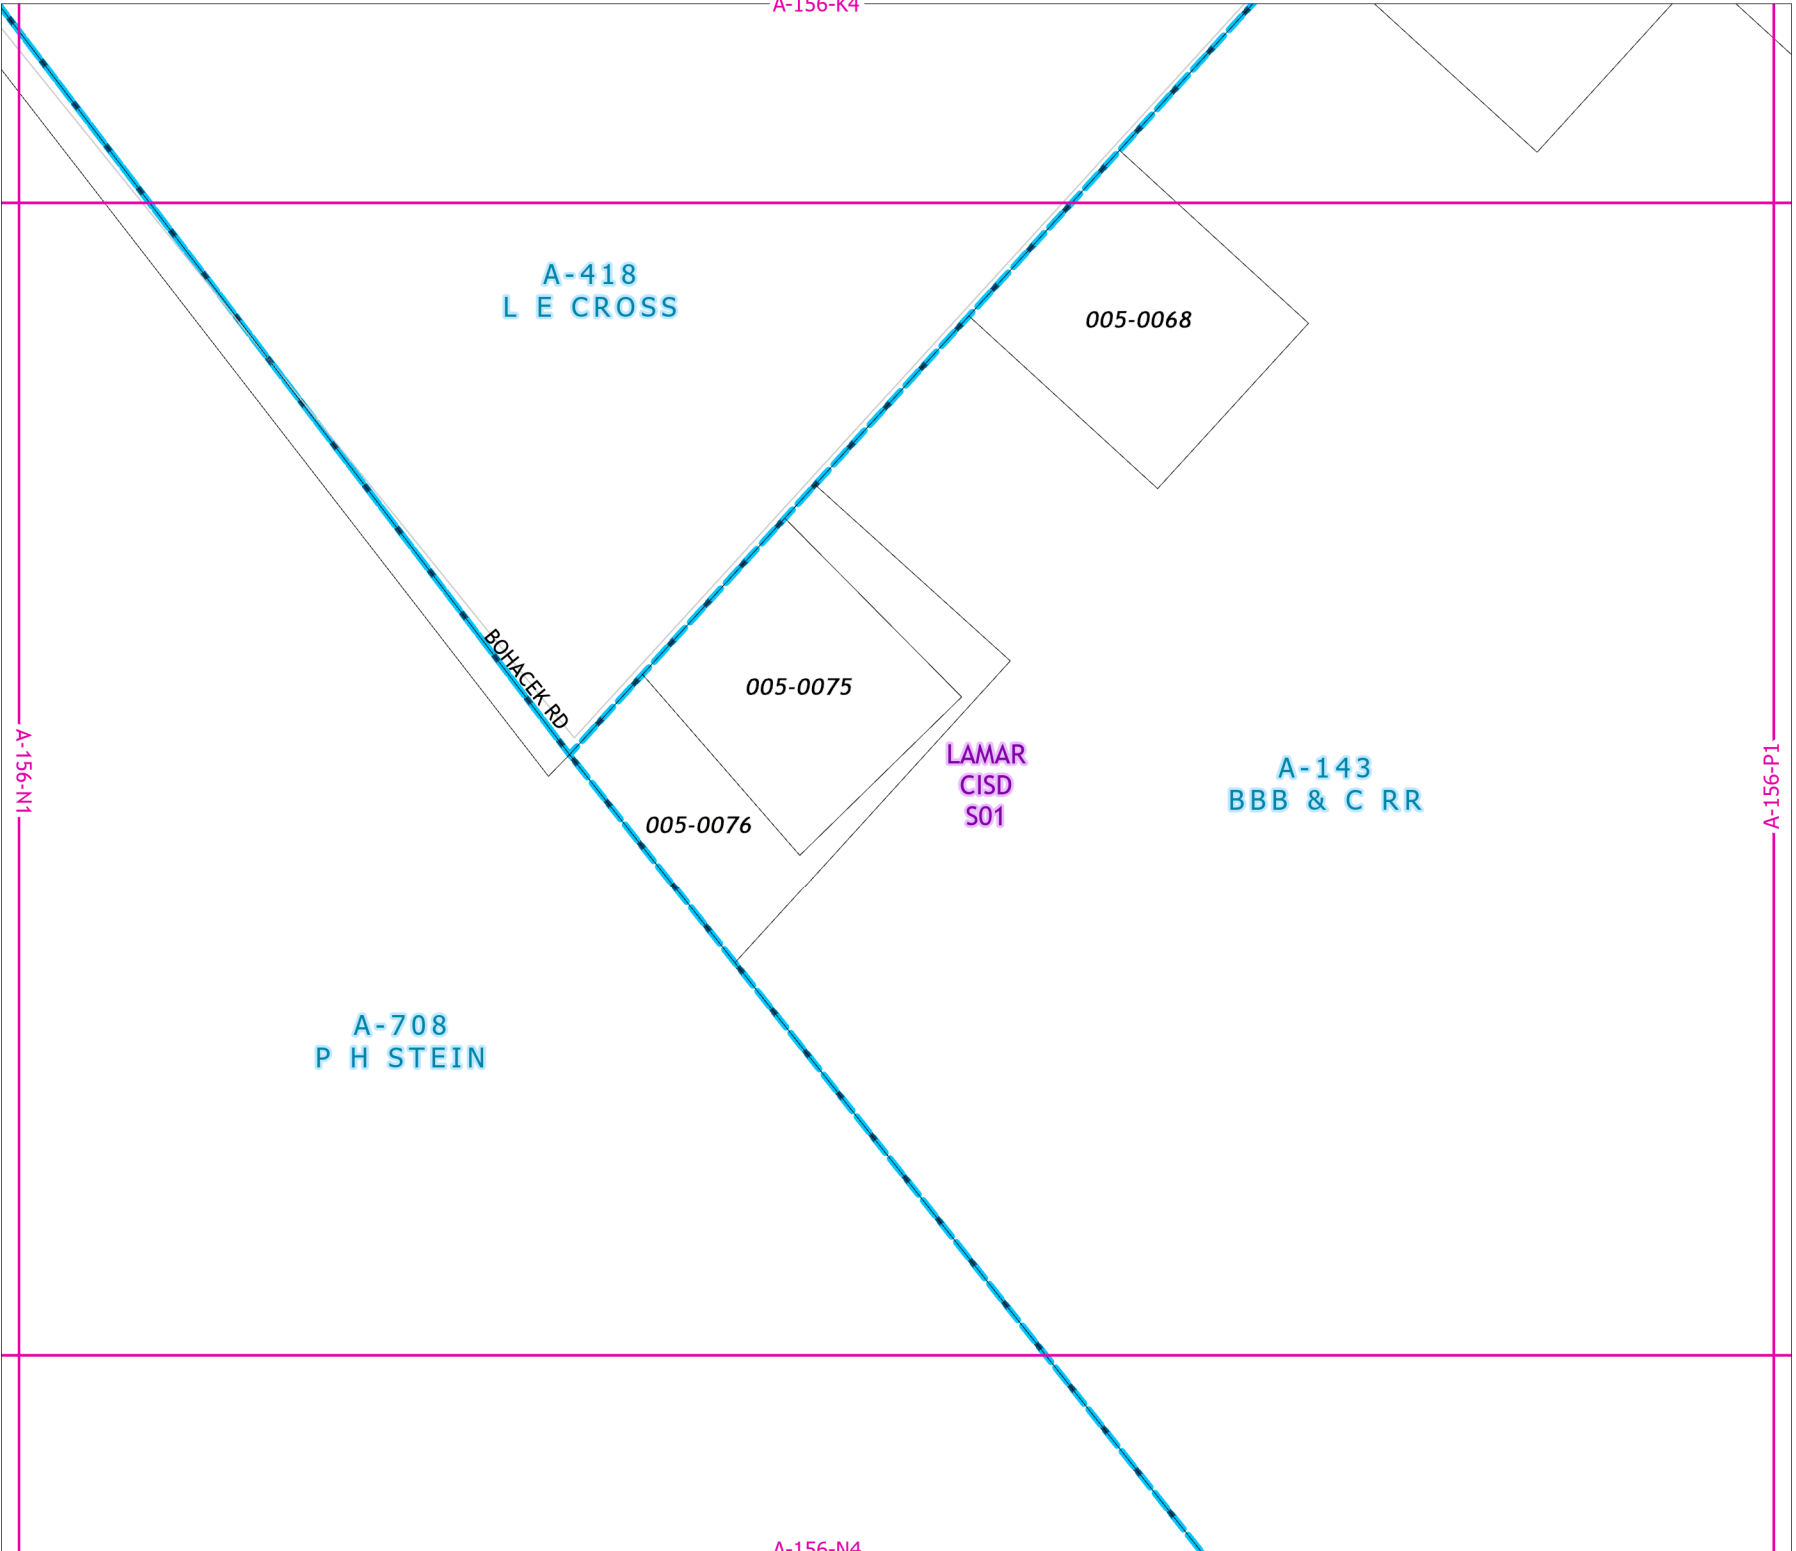 A-156-K4
A-418
L E CROSS
005-0068
BOHACEK RD
005-0075
LAMAR
CISD
S01
A-143
BBB & C RR
A-156-N1
A-156-P1
005-0076
A-708
P H STEIN
A-156-N4